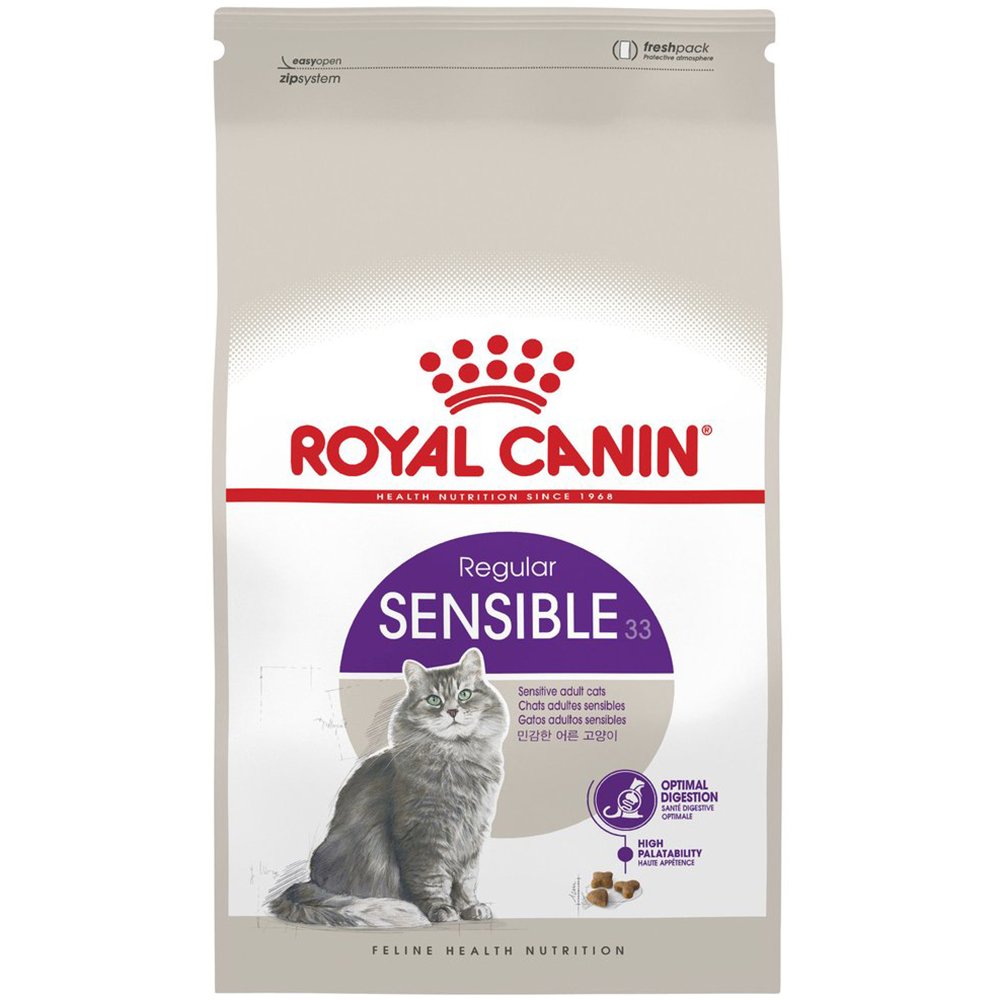 easyopen
zipsystem
freshpack
Protective atmosphere
ROYAL CANIN®
HEALTH NUTRITION SINCE 1968
Regular
SENSIBLE 33
Sensitive adult cats
Chats adultes sensibles
Gatos adultos sensibles
민감한 어른 고양이
OPTIMAL
DIGESTION
SANTÉ DIGESTIVE
OPTIMALE
HIGH
PALATABILITY
HAUTE APPÉTENCE
FELINE HEALTH NUTRITION